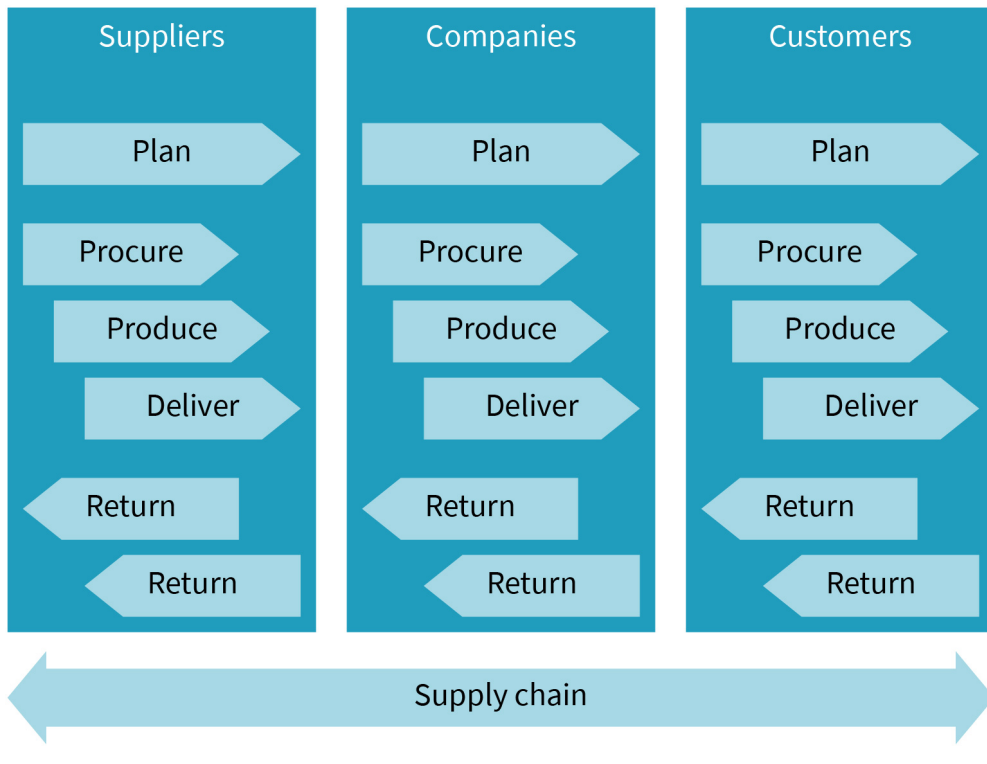 Suppliers
Plan
Procure
Produce
Deliver
Return
Return
Companies
Plan
Procure
Produce
Deliver
Return
Return
Customers
Plan
Procure
Produce
Deliver
Return
Return
Supply chain